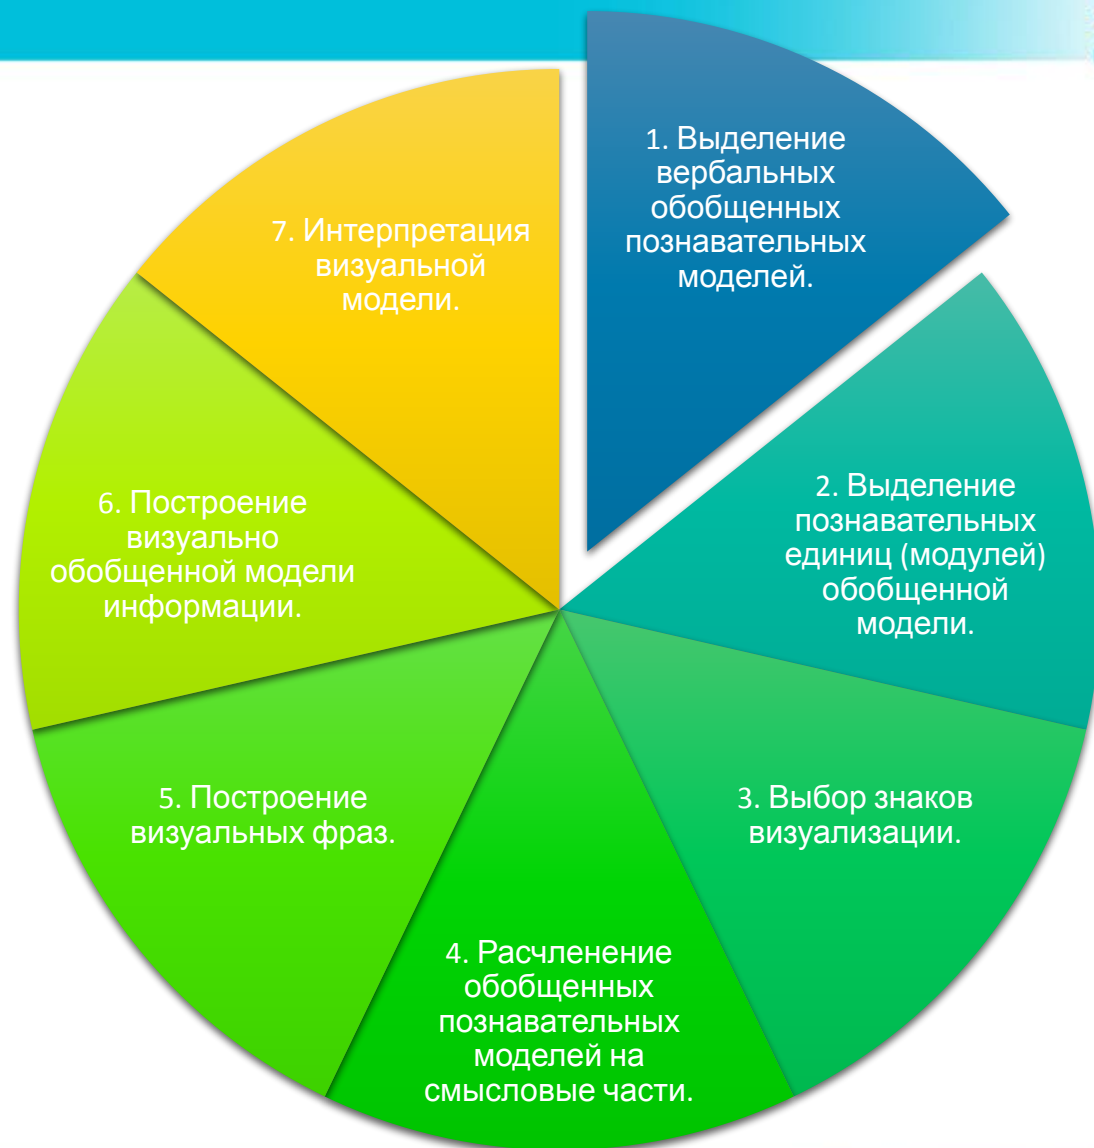 1. Выделение
вербальных
обобщенных
познавательных
моделей.
2. Выделение
познавательных
единиц (модулей)
обобщенной
модели.
3. Выбор знаков
визуализации.
4. Расчленение
обобщенных
познавательных
моделей на
смысловые части.
5. Построение
визуальных фраз.
6. Построение
визуально
обобщенной модели
информации.
7. Интерпретация
визуальной
модели.